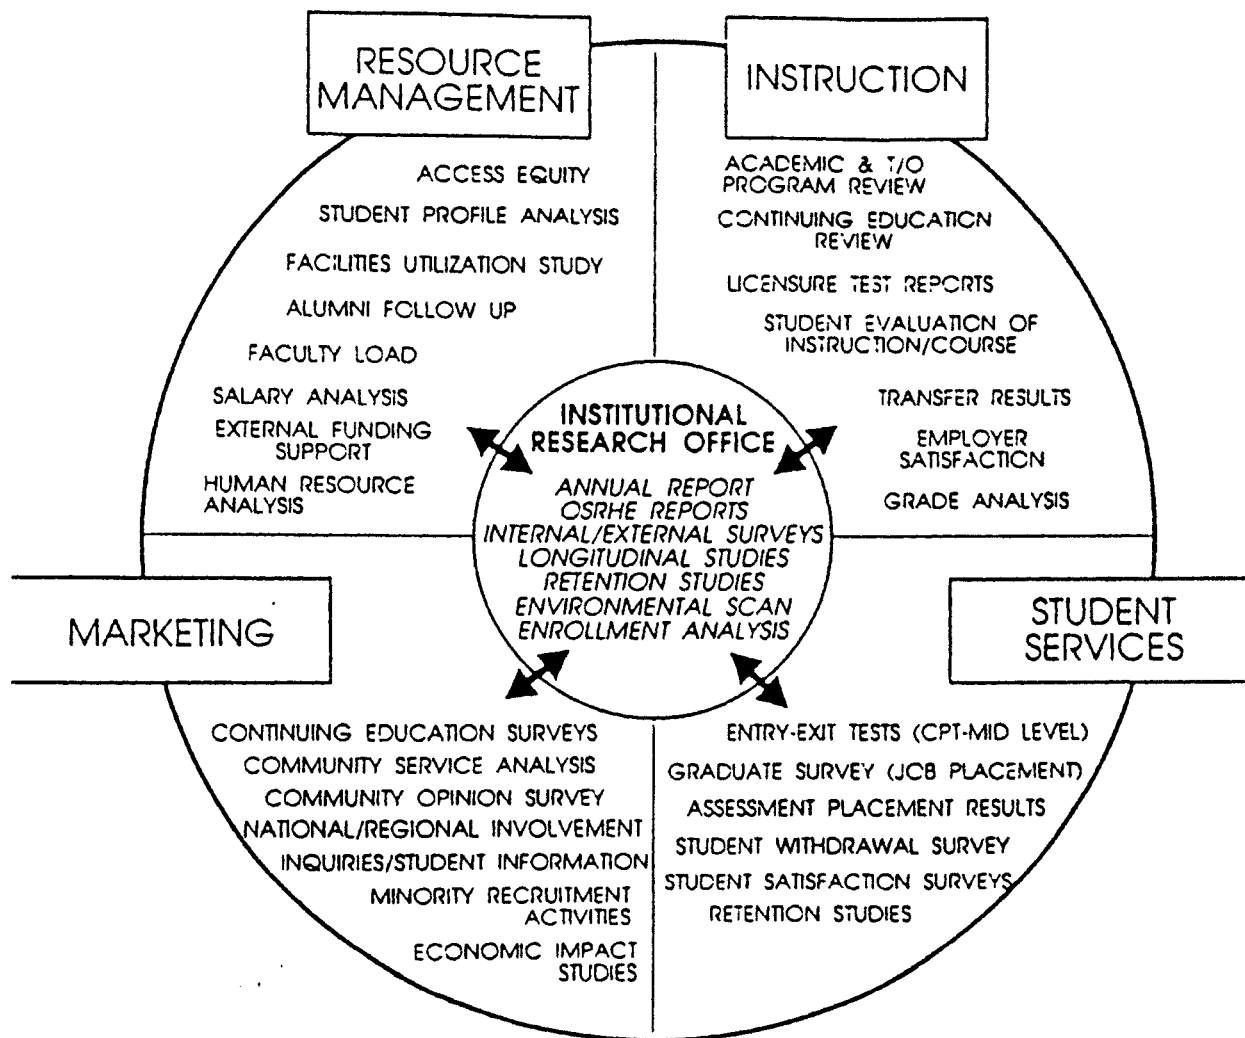 RESOURCE
MANAGEMENT
ACCESS EQUITY
STUDENT PROFILE ANALYSIS
FACILITIES UTILIZATION STUDY
ALUMNI FOLLOW UP
FACULTY LOAD
SALARY ANALYSIS
EXTERNAL FUNDING
SUPPORT
HUMAN RESOURCE
ANALYSIS
INSTRUCTION
ACADEMIC & T/O
PROGRAM REVIEW
CONTINUING EDUCATION
REVIEW
LICENSURE TEST REPORTS
STUDENT EVALUATION OF
INSTRUCTION/COURSE
TRANSFER RESULTS
EMPLOYER
SATISFACTION
GRADE ANALYSIS
INSTITUTIONAL
RESEARCH OFFICE
ANNUAL REPORT
OSRHE REPORTS
INTERNAL/EXTERNAL SURVEYS
LONGITUDINAL STUDIES
RETENTION STUDIES
ENVIRONMENTAL SCAN
ENROLLMENT ANALYSIS
MARKETING
CONTINUING EDUCATION SURVEYS
COMMUNITY SERVICE ANALYSIS
COMMUNITY OPINION SURVEY
NATIONAL/REGIONAL INVOLVEMENT
INQUIRIES/STUDENT INFORMATION
MINORITY RECRUITMENT
ACTIVITIES
ECONOMIC IMPACT
STUDIES
STUDENT
SERVICES
ENTRY-EXIT TESTS (CPT-MID LEVEL)
GRADUATE SURVEY (JOB PLACEMENT)
ASSESSMENT PLACEMENT RESULTS
STUDENT WITHDRAWAL SURVEY
STUDENT SATISFACTION SURVEYS
RETENTION STUDIES